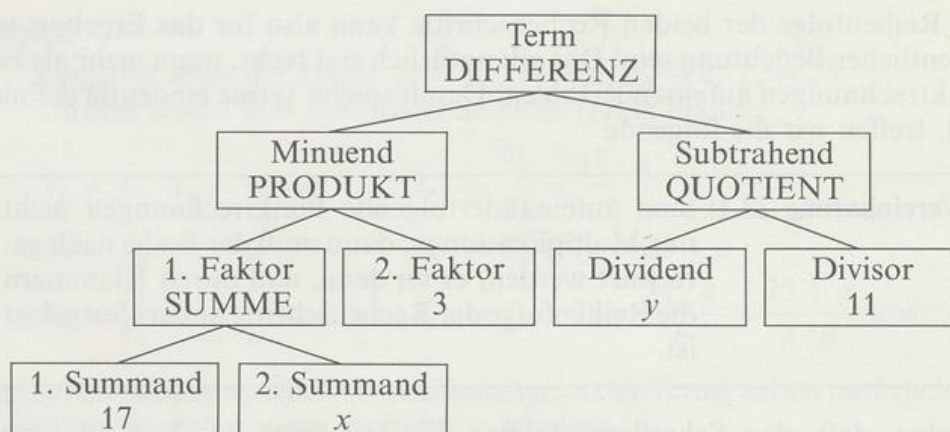 Term
DIFFERENZ
Minuend
PRODUKT
Subtrahend
QUOTIENT
1. Faktor
SUMME
2. Faktor
3
Dividend
y
Divisor
11
1. Summand
17
2. Summand
x